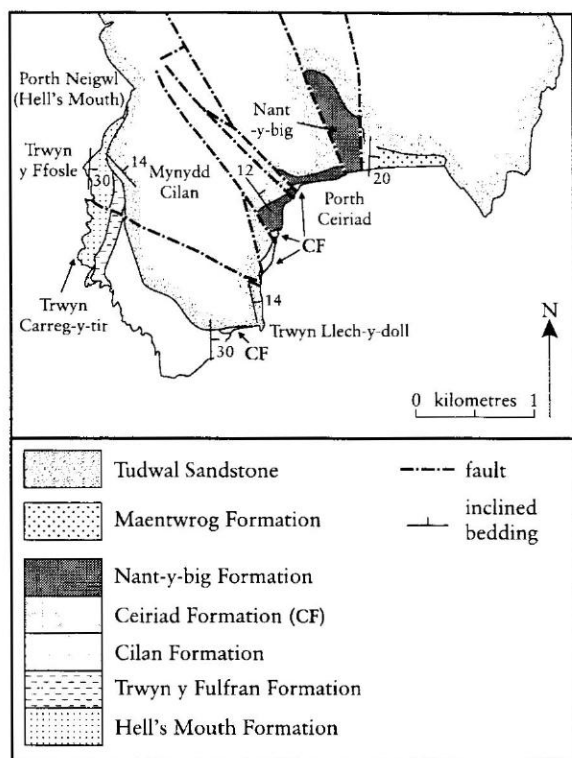 Porth Neigwl
(Hell's Mouth)
Trwyn
y Ffosle
14
30
Mynydd
Cilan
12
Nant
-y-big
20
Porth
Ceiriad
CF
Trwyn
Carreg-y-tir
14
Trwyn Llech-y-doll
30
CF
N
0 kilometres 1
Tudwal Sandstone
Maentwrog Formation
Nant-y-big Formation
Ceiriad Formation (CF)
Cilan Formation
Trwyn y Fulfran Formation
Hell's Mouth Formation
fault
inclined
bedding